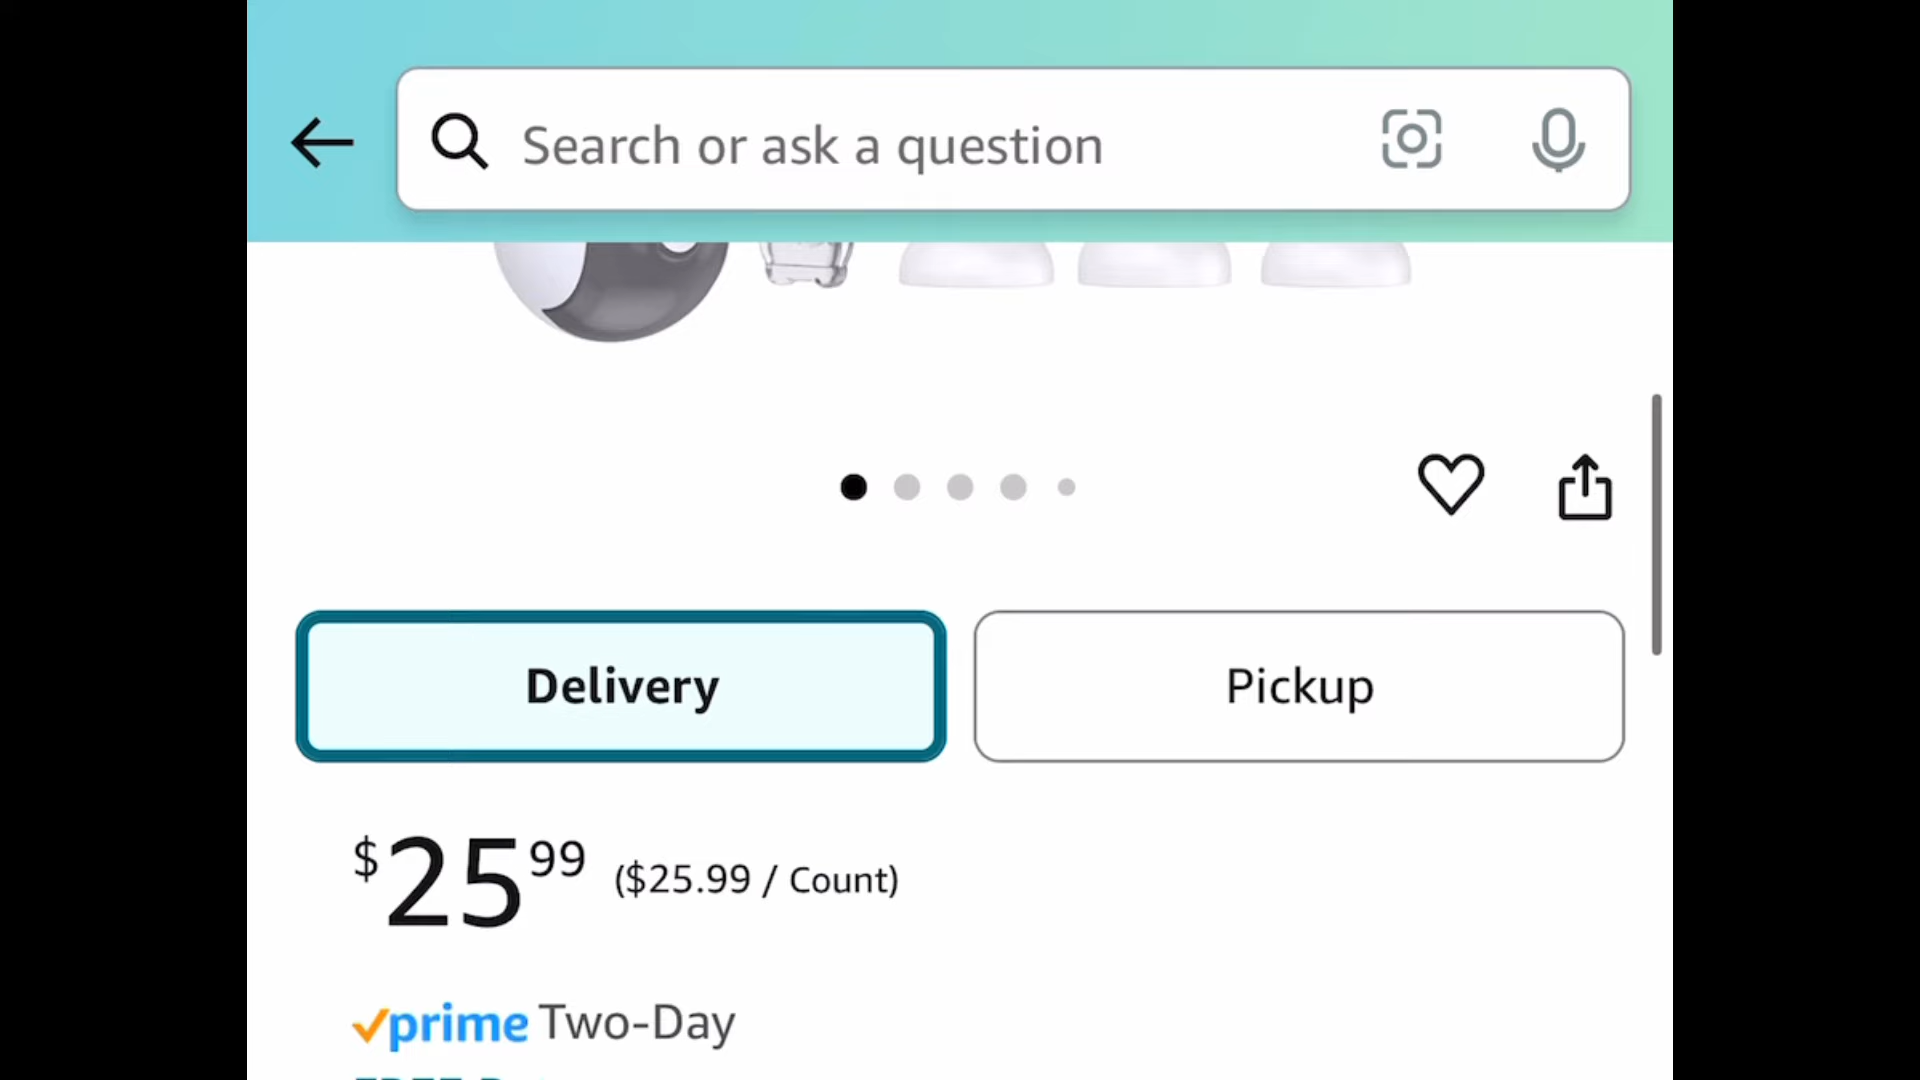 Search or ask a question
Delivery
Pickup
$25 99 ($25.99 / Count)
prime Two-Day